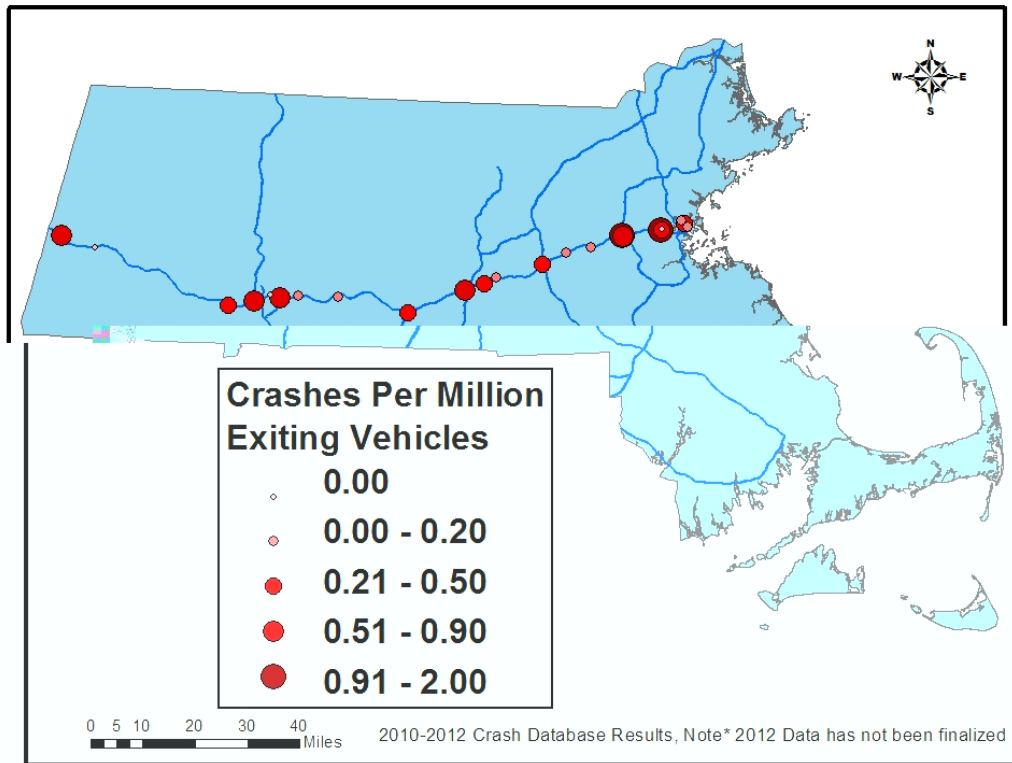 N
W E
S
Crashes Per Million
Exiting Vehicles
0.00
0.00 - 0.20
0.21 - 0.50
0.51 - 0.90
0.91 - 2.00
0 5 10 20 30 40
Miles
2010-2012 Crash Database Results, Note* 2012 Data has not been finalized